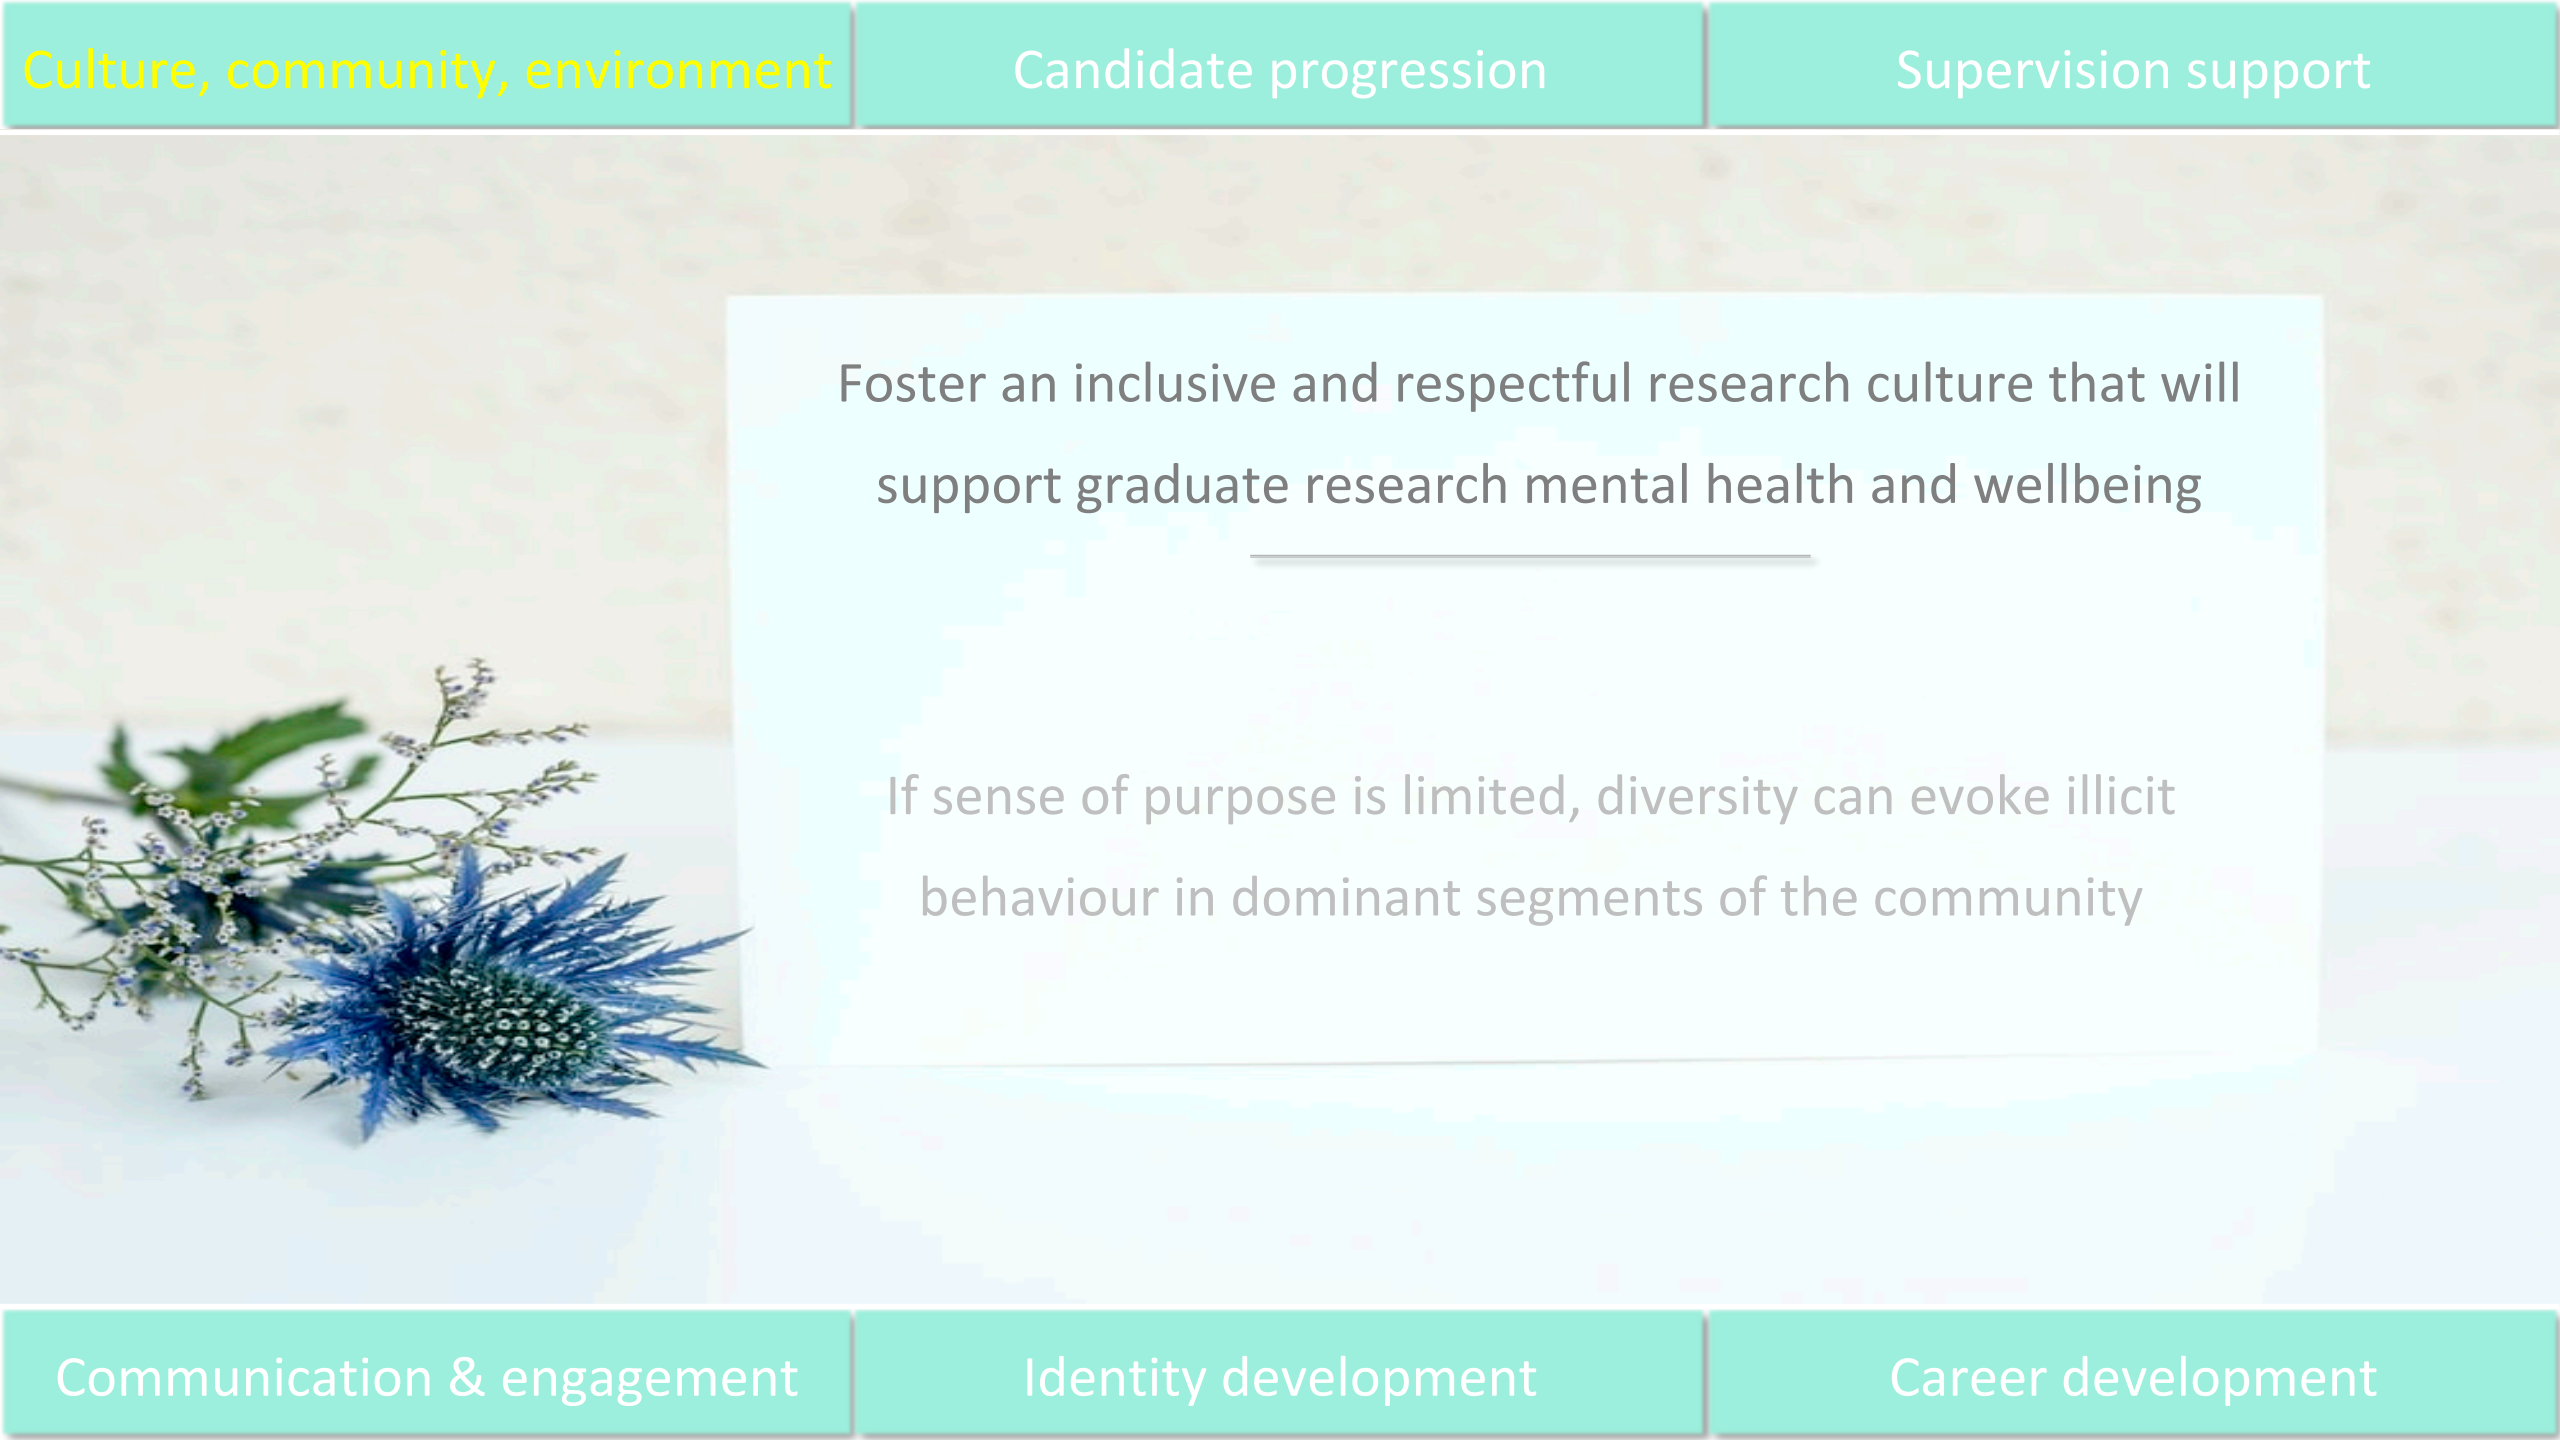 Culture, community, environment
Candidate progression
Supervision support
Foster an inclusive and respectful research culture that will
support graduate research mental health and wellbeing
If sense of purpose is limited, diversity can evoke illicit
behaviour in dominant segments of the community
Communication & engagement
Identity development
Career development